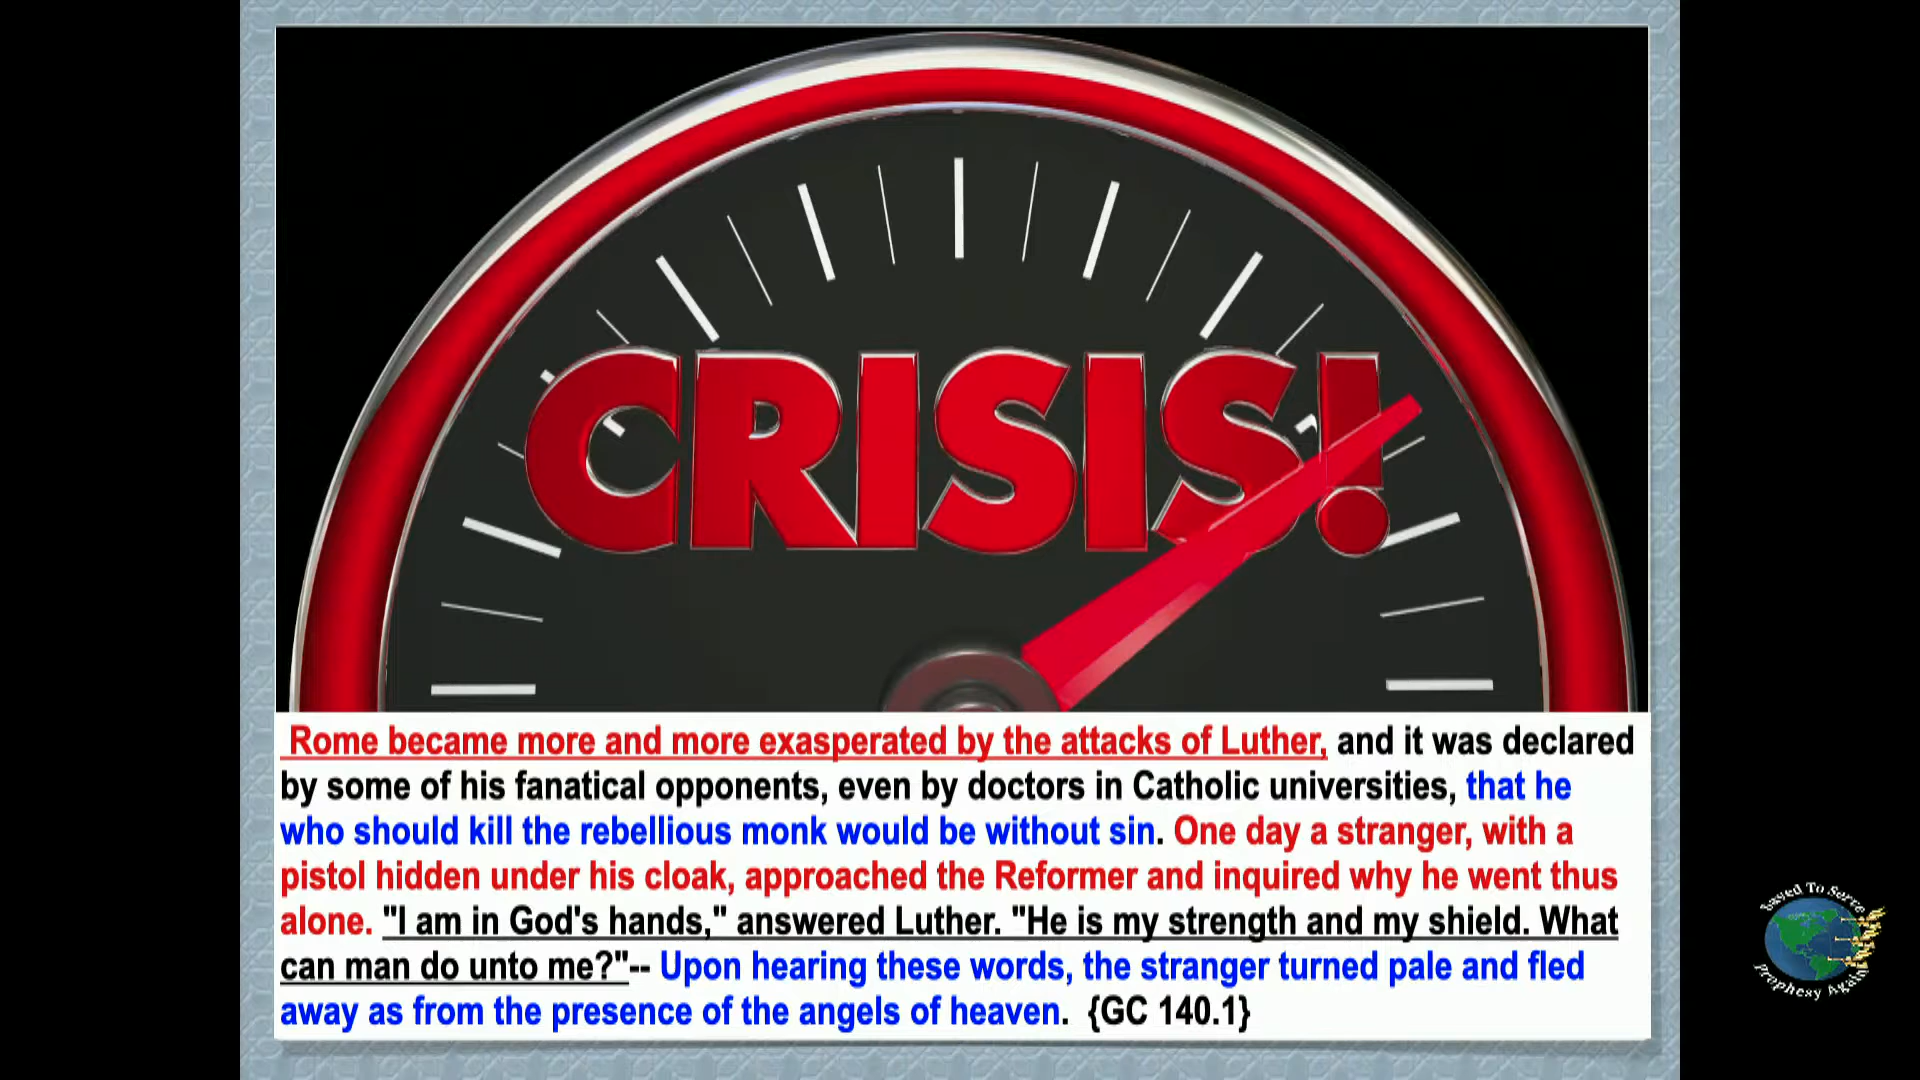 CRISIS!
Rome became more and more exasperated by the attacks of Luther, and it was declared
by some of his fanatical opponents, even by doctors in Catholic universities, that he
who should kill the rebellious monk would be without sin. One day a stranger, with a
pistol hidden under his cloak, approached the Reformer and inquired why he went thus
alone. "I am in God's hands," answered Luther. "He is my strength and my shield. What
can man do unto me?"-- Upon hearing these words, the stranger turned pale and fled
away as from the presence of the angels of heaven. {GC 140.1}
To Serve
Prophesy Again